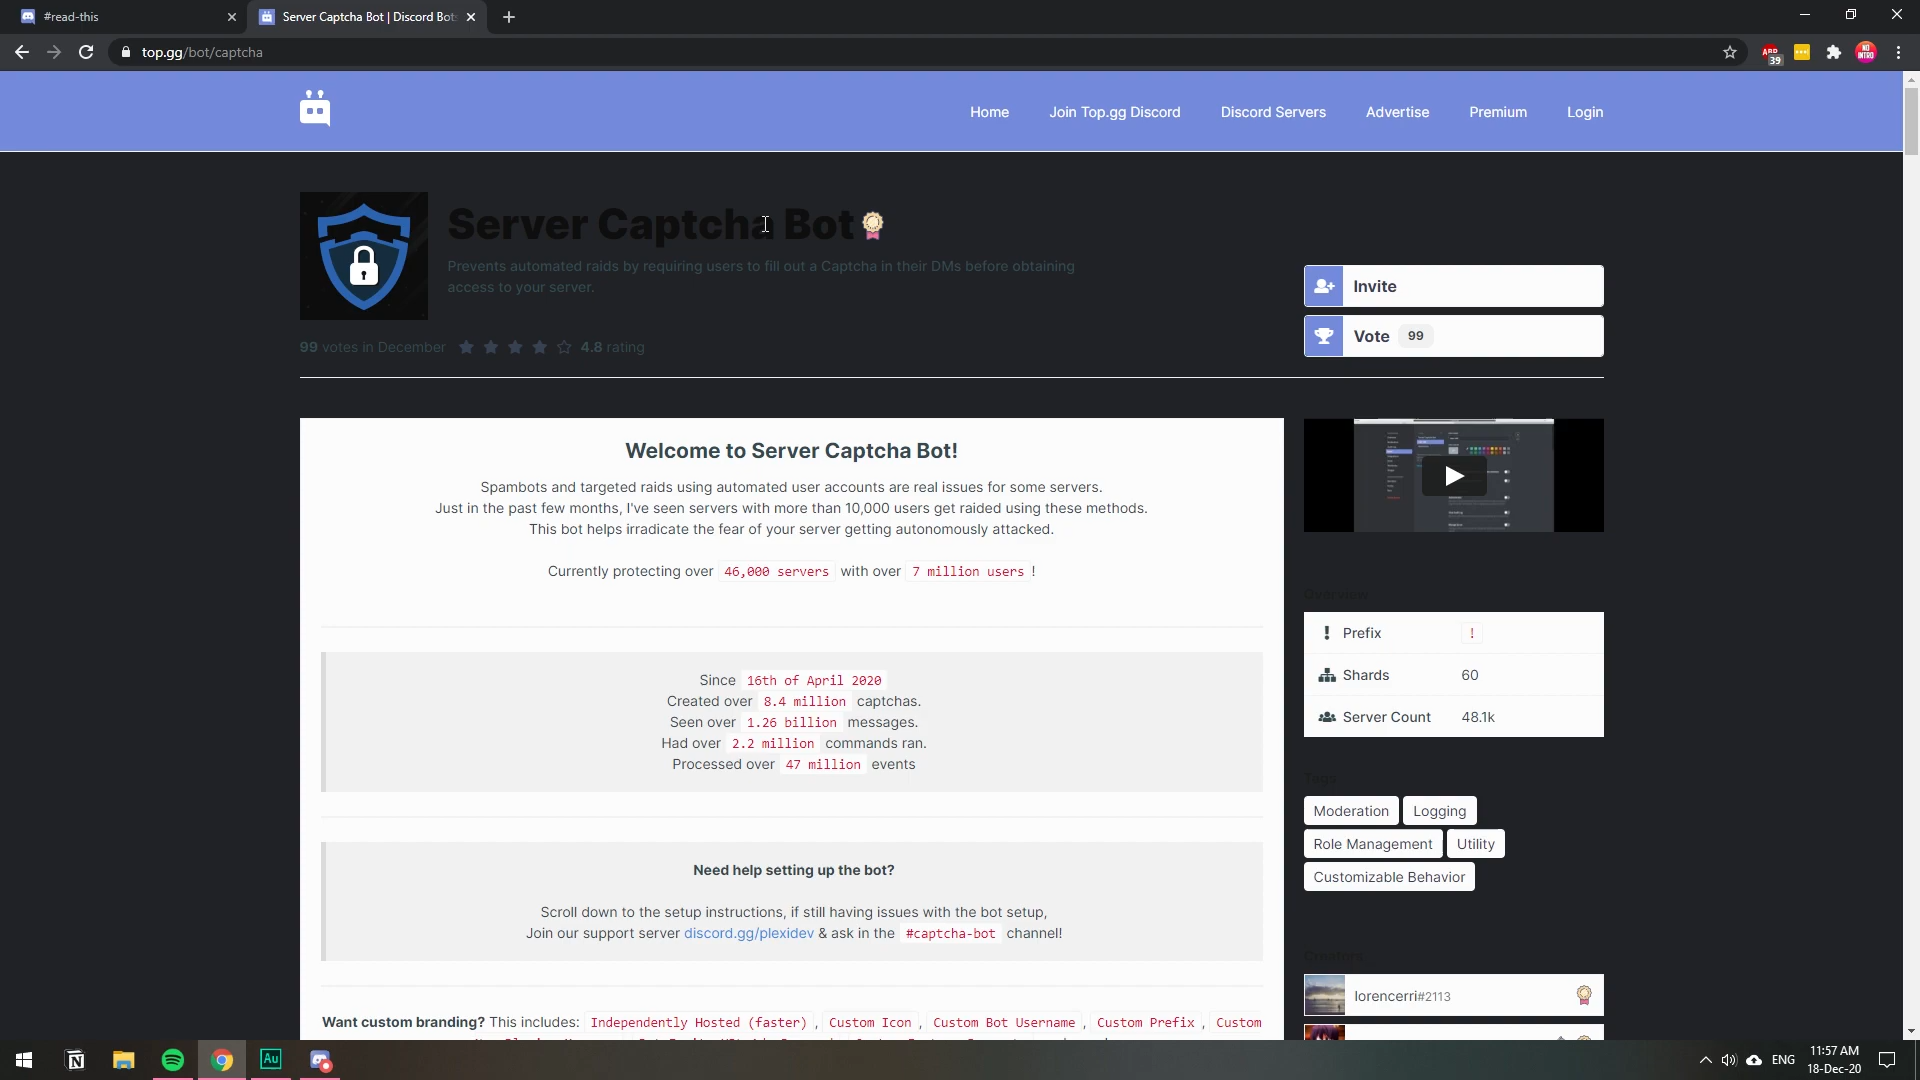 #read-this
Server Captcha Bot | Discord Bots
top.gg/bot/captcha
ABP
39
NO
INTRO
Home
Join Top.gg Discord
Discord Servers
Advertise
Premium
Login
Server Captcha Bot
Prevents automated raids by requiring users to fill out a Captcha in their DMs before obtaining
access to your server.
99 votes in December
4.8 rating
Invite
Vote 99
Welcome to Server Captcha Bot!
Spambots and targeted raids using automated user accounts are real issues for some servers.
Just in the past few months, I've seen servers with more than 10,000 users get raided using these methods.
This bot helps irradicate the fear of your server getting autonomously attacked.
Currently protecting over 46,000 servers with over 7 million users !
Since 16th of April 2020
Created over 8.4 million captchas.
Seen over 1.26 billion messages.
Had over 2.2 million commands ran.
Processed over 47 million events
Need help setting up the bot?
Scroll down to the setup instructions, if still having issues with the bot setup,
Join our support server discord.gg/plexidev & ask in the #captcha-bot channel!
Want custom branding? This includes: Independently Hosted (faster) , Custom Icon , Custom Bot Username , Custom Prefix , Custom
Overview
Prefix !
Shards 60
Server Count 48.1k
Tags
Moderation Logging
Role Management Utility
Customizable Behavior
Creators
lorencerri#2113
Au
ENG
11:57 AM
18-Dec-20